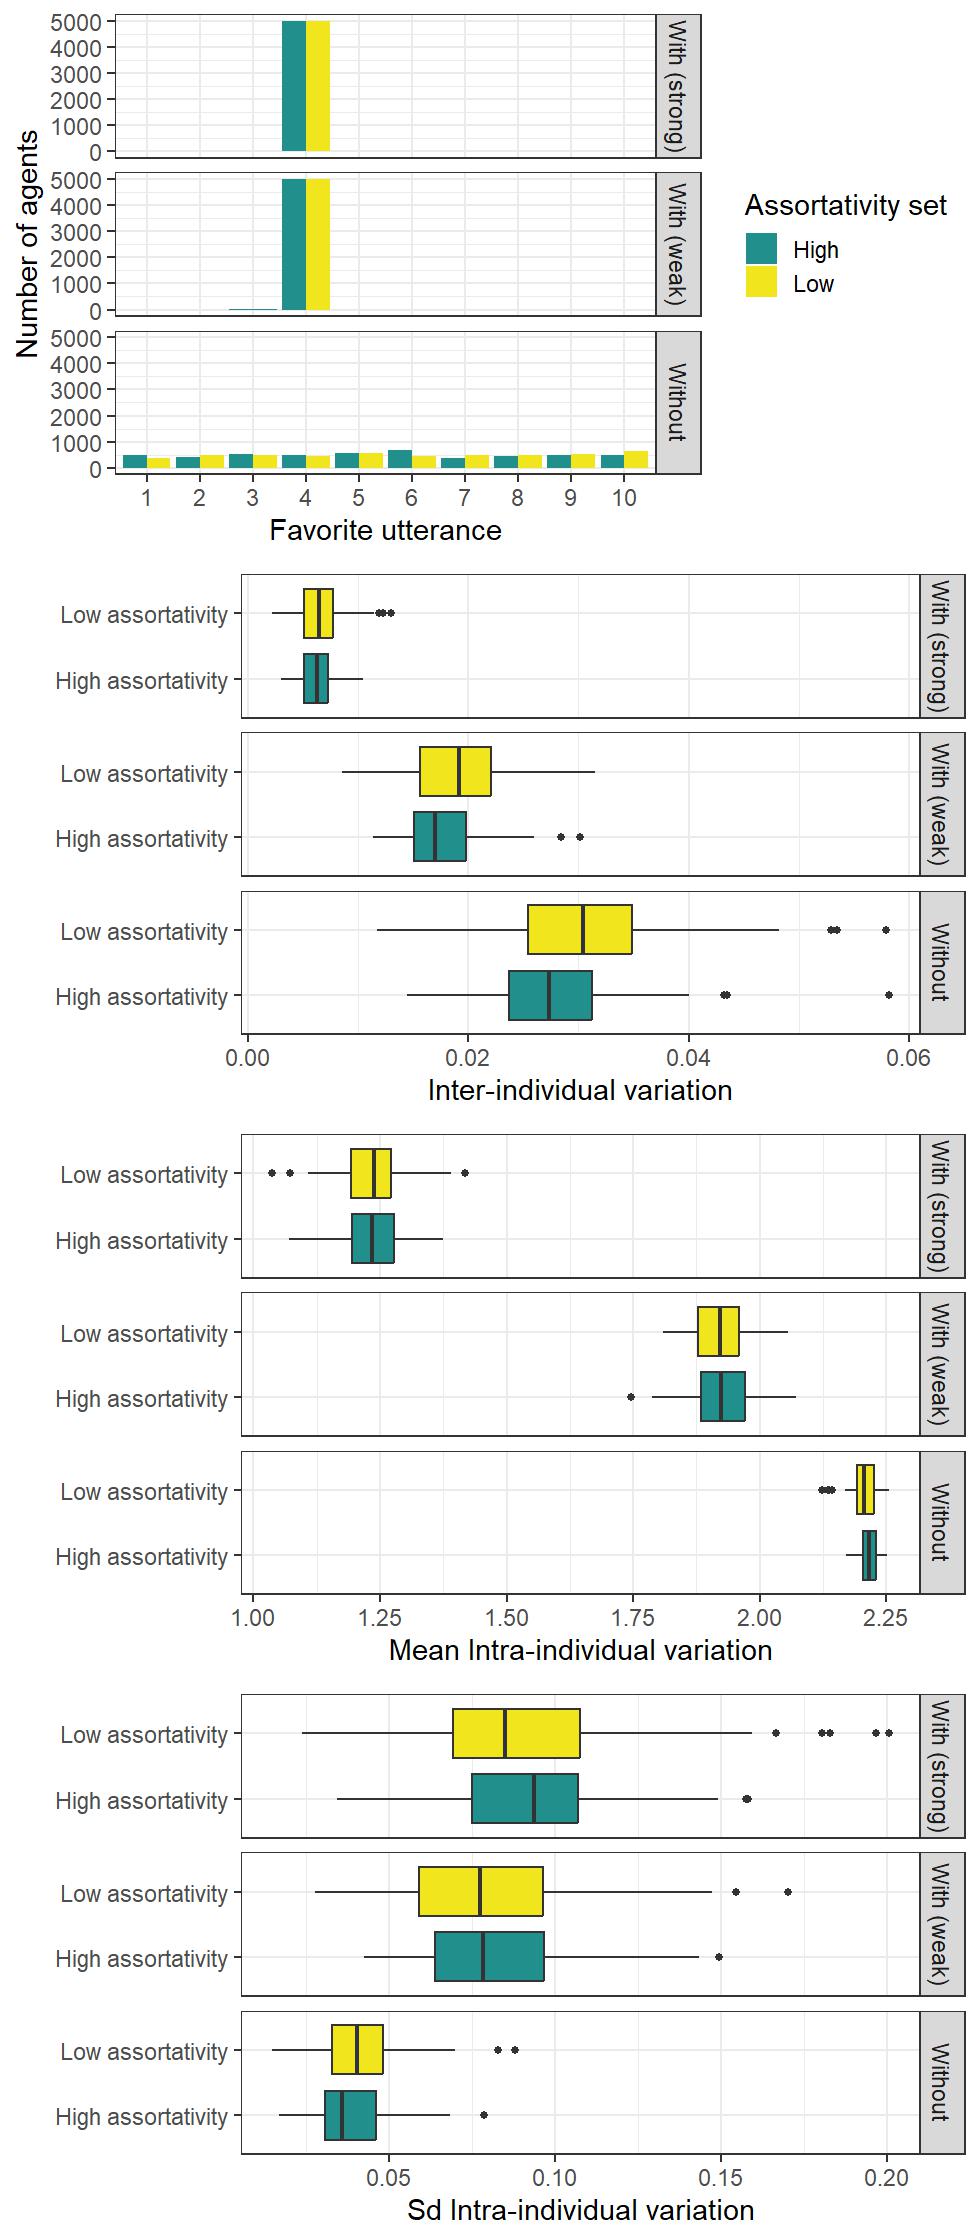 5000
4000
3000
2000
1000
0
With (strong)
5000
4000
3000
2000
1000
0
With (weak)
5000
4000
3000
2000
1000
0
Without
Number of agents
1 2 3 4 5 6 7 8 9 10
Favorite utterance
Assortativity set
High
Low
Low assortativity
High assortativity
With (strong)
Low assortativity
High assortativity
With (weak)
Low assortativity
High assortativity
Without
0.00 0.02 0.04 0.06
Inter-individual variation
Low assortativity
High assortativity
With (strong)
Low assortativity
High assortativity
With (weak)
Low assortativity
High assortativity
Without
1.00 1.25 1.50 1.75 2.00 2.25
Mean Intra-individual variation
Low assortativity
High assortativity
With (strong)
Low assortativity
High assortativity
With (weak)
Low assortativity
High assortativity
Without
0.05 0.10 0.15 0.20
Sd Intra-individual variation